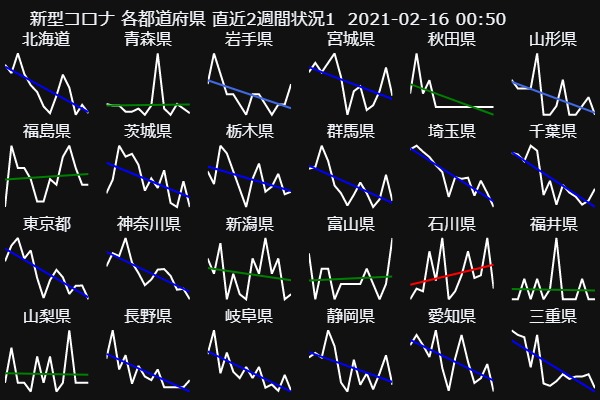 新型コロナ 各都道府県 直近2週間状況1 2021-02-16 00:50
北海道 青森県 岩手県 宮城県 秋田県 山形県
福島県 茨城県 栃木県 群馬県 埼玉県 千葉県
東京都 神奈川県 新潟県 富山県 石川県 福井県
山梨県 長野県 岐阜県 静岡県 愛知県 三重県